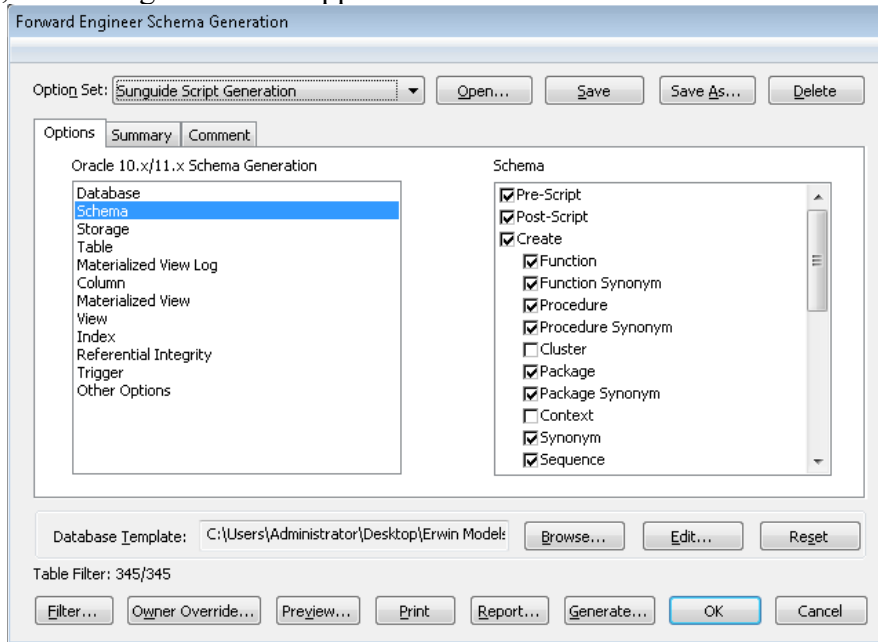 Forward Engineer Schema Generation
Option Set: Sunguide Script Generation Open... Save Save As... Delete
Options Summary Comment
Oracle 10.x/11.x Schema Generation
Database
Schema
Storage
Table
Materialized View Log
Column
Materialized View
View
Index
Referential Integrity
Trigger
Other Options
Schema
Pre-Script
Post-Script
Create
Function
Function Synonym
Procedure
Procedure Synonym
Cluster
Package
Package Synonym
Context
Synonym
Sequence
Database Template: C:\Users\Administrator\Desktop\Erwin Models Browse... Edit... Reset
Table Filter: 345/345
Filter... Owner Override... Preview... Print Report... Generate... OK Cancel